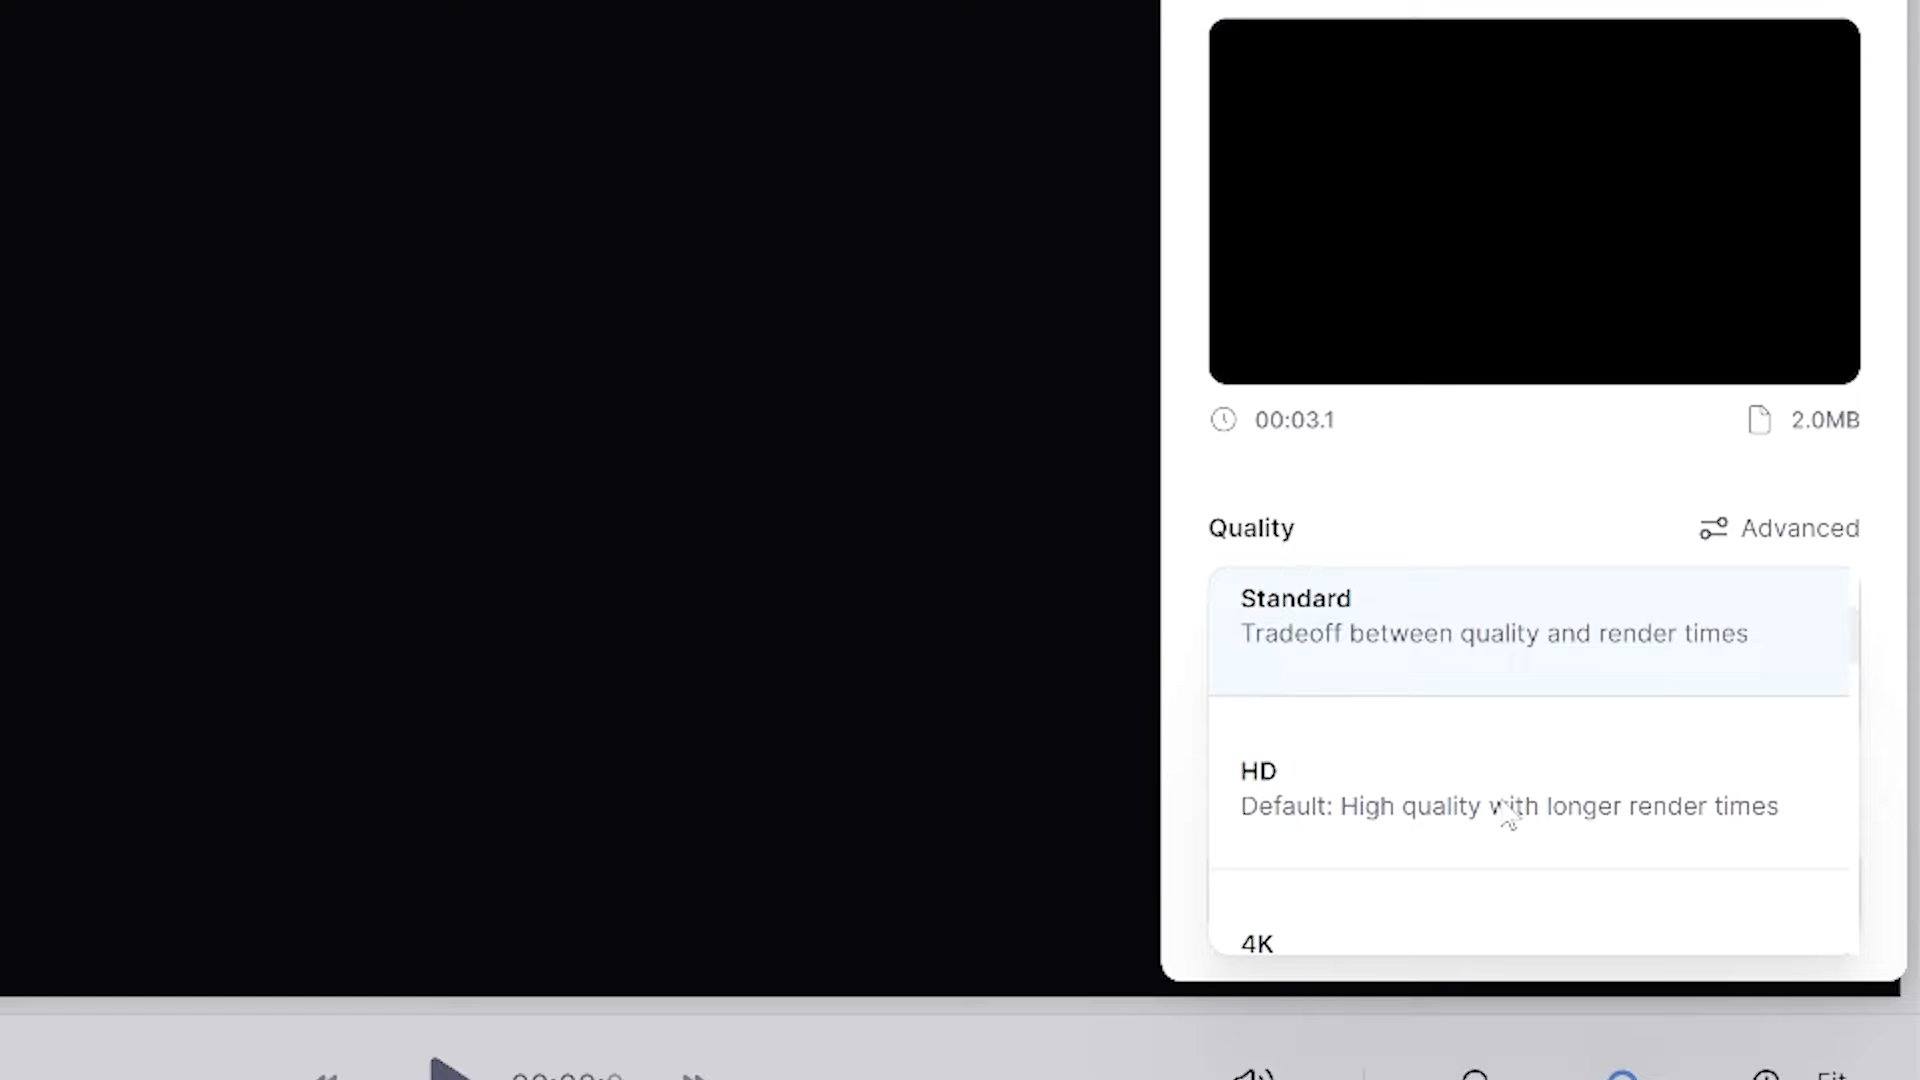 00:03.1
2.0MB
Quality
Advanced
Standard
Tradeoff between quality and render times
HD
Default: High quality with longer render times
4K
Fit